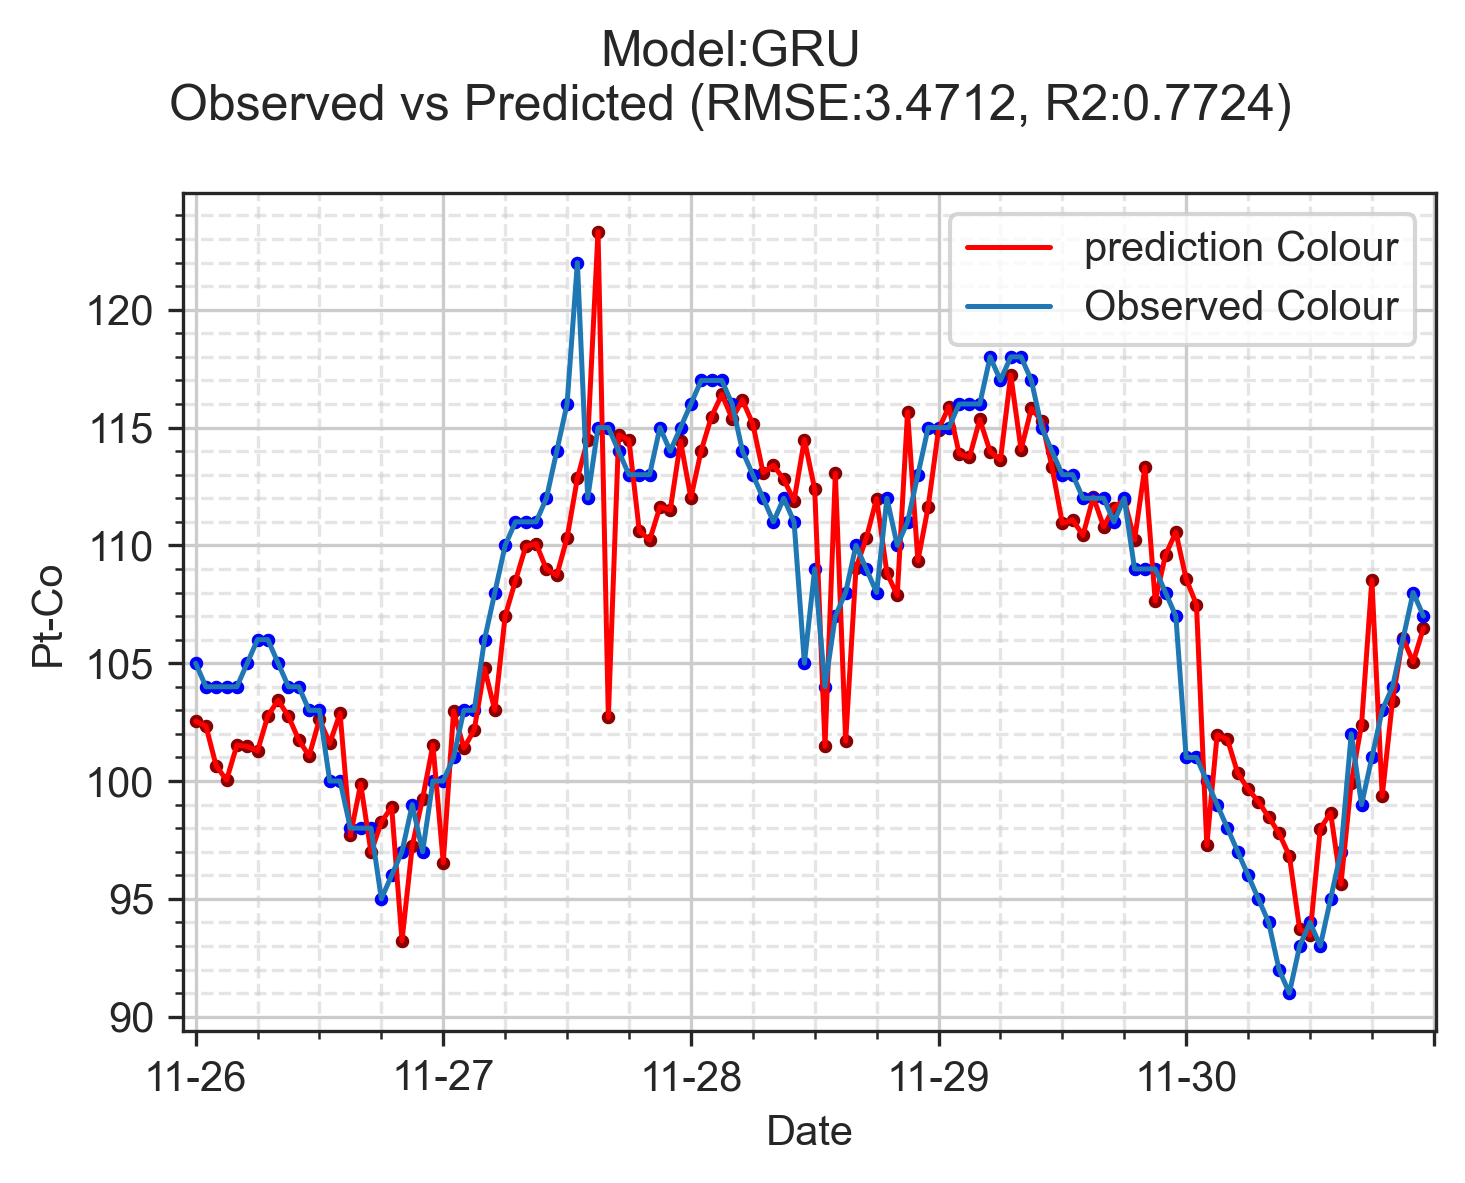 Model:GRU
Observed vs Predicted (RMSE:3.4712, R2:0.7724)
prediction Colour
Observed Colour
120
115
110
105
100
95
90
Pt-Co
11-26
11-27
11-28
11-29
11-30
Date